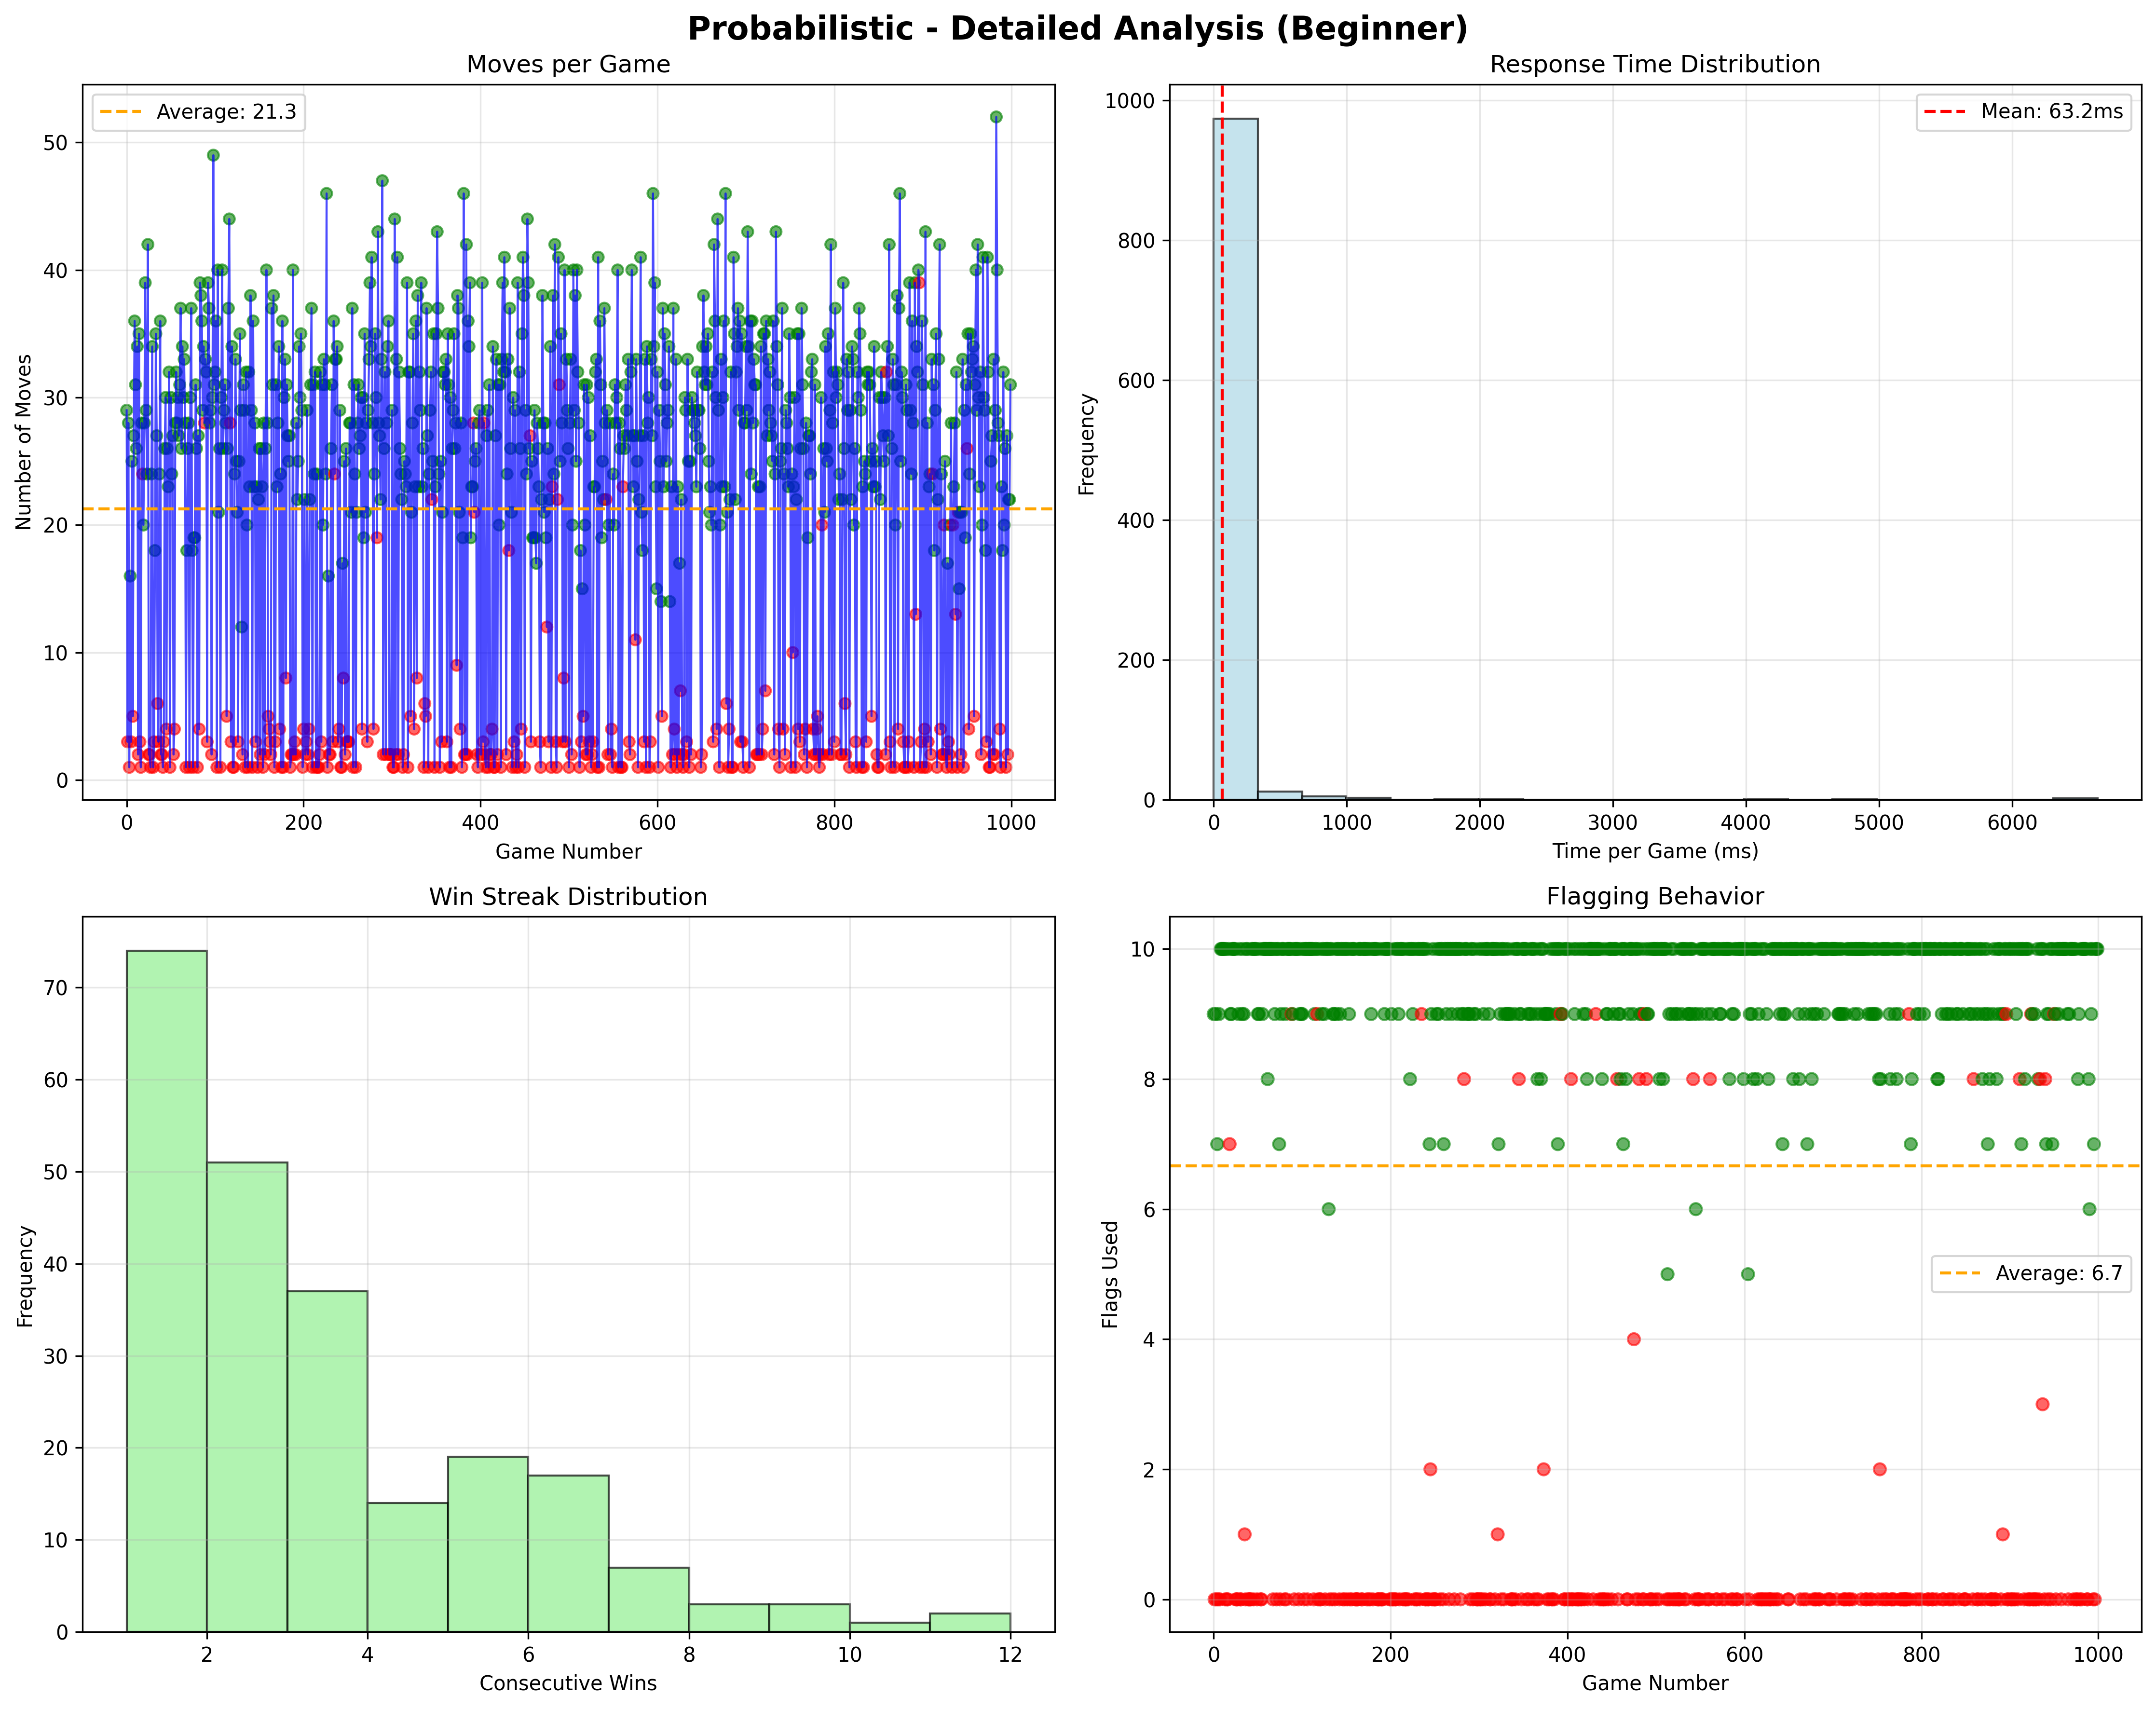 Probabilistic - Detailed Analysis (Beginner)
Moves per Game
Average: 21.3
50
40
30
20
10
0
Number of Moves
0 200 400 600 800 1000
Game Number
Response Time Distribution
Mean: 63.2ms
1000
800
600
400
200
0
Frequency
0 1000 2000 3000 4000 5000 6000
Time per Game (ms)
Win Streak Distribution
70
60
50
40
30
20
10
0
Frequency
2 4 6 8 10 12
Consecutive Wins
Flagging Behavior
10
8
6
4
2
0
Flags Used
Average: 6.7
0 200 400 600 800 1000
Game Number